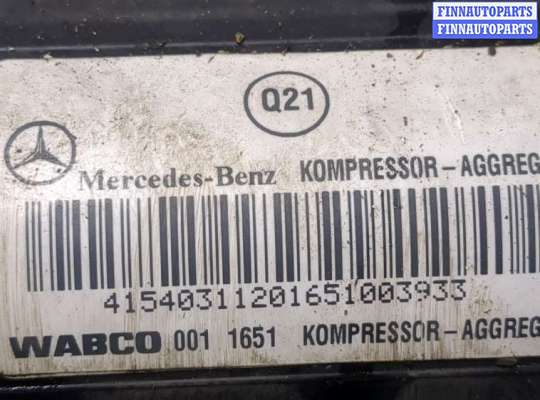 FINNAUTOPARTS
FINNAUTOPARTS
Q21
Mercedes-Benz KOMPRESSOR-AGGREG
41540311201651003933
WABCO 001 1651 KOMPRESSOR-AGGREG